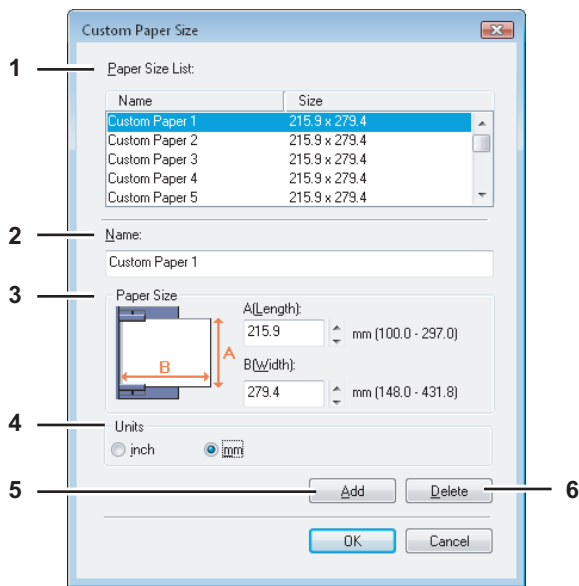 Custom Paper Size
1 Paper Size List:
Name Size
Custom Paper 1 215.9 x 279.4
Custom Paper 2 215.9 x 279.4
Custom Paper 3 215.9 x 279.4
Custom Paper 4 215.9 x 279.4
Custom Paper 5 215.9 x 279.4
2 Name:
Custom Paper 1
3 Paper Size
A(Length):
215.9 mm (100.0 - 297.0)
A
B
B(Width):
279.4 mm (148.0 - 431.8)
4 Units
inch mm
5 Add Delete 6
OK Cancel